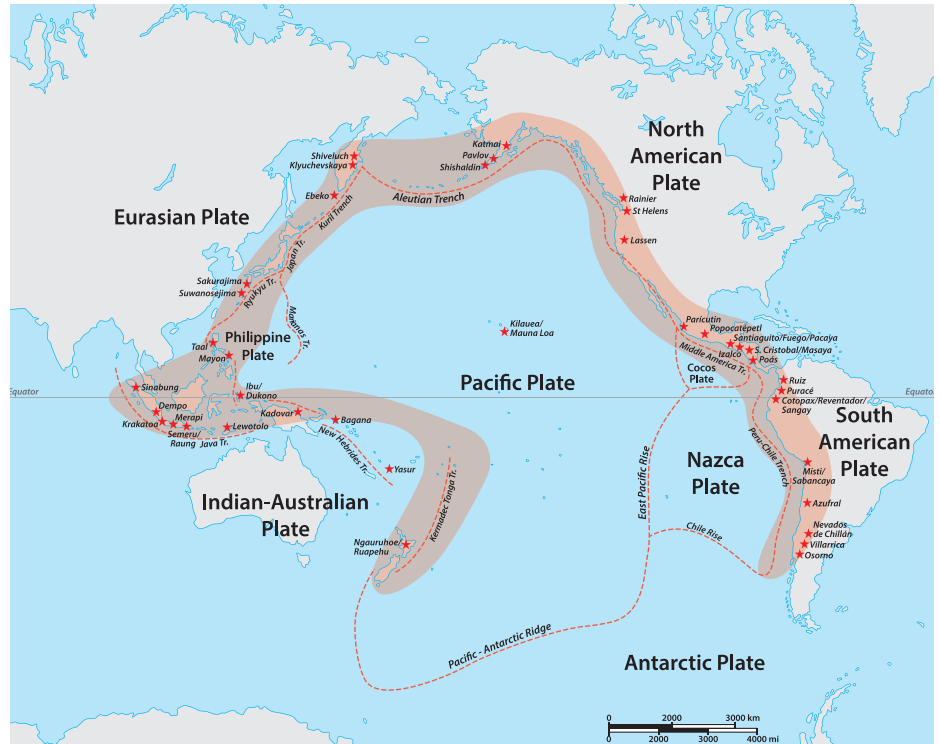 North
American
Plate
Eurasian Plate
Katmai
Pavlov
Shishaldin
Shiveluch
Klyuchevskaya
Ebeko
Kuril Trench
Aleutian Trench
Rainier
St Helens
Lassen
Japan Tr.
Sakurajima
Suwanosejima
Ryukyu Tr.
Marianas Tr.
Kilauea/
Mauna Loa
Paricutin
Popocatépetl
Santiaguito/Fuego/Pacaya
Izalco
S. Cristobal/Masaya
Poás
Middle America Tr.
Taal
Mayon
Philippine
Plate
Cocos
Plate
Pacific Plate
Sinabung
Ibu/
Dukono
Equator
Dempo
Merapi
Krakatoa
Semeru/
Raung
Java Tr.
Lewotolo
Kadovar
Bagana
New Hebrides Tr.
Yasur
Ruiz
Puracé
Cotopax/Reventador/
Sangay
South
American
Plate
Peru-Chile Trench
Misti/
Sabancaya
Nazca
Plate
East Pacific Rise
Indian-Australian
Plate
Kermadec Tonga Tr.
Ngauruhoe/
Ruapehu
Azufral
Chile Rise
Nevados
de Chillán
Villarrica
Osorno
Pacific - Antarctic Ridge
Antarctic Plate
0 2000 3000 km
0 2000 4000 mi